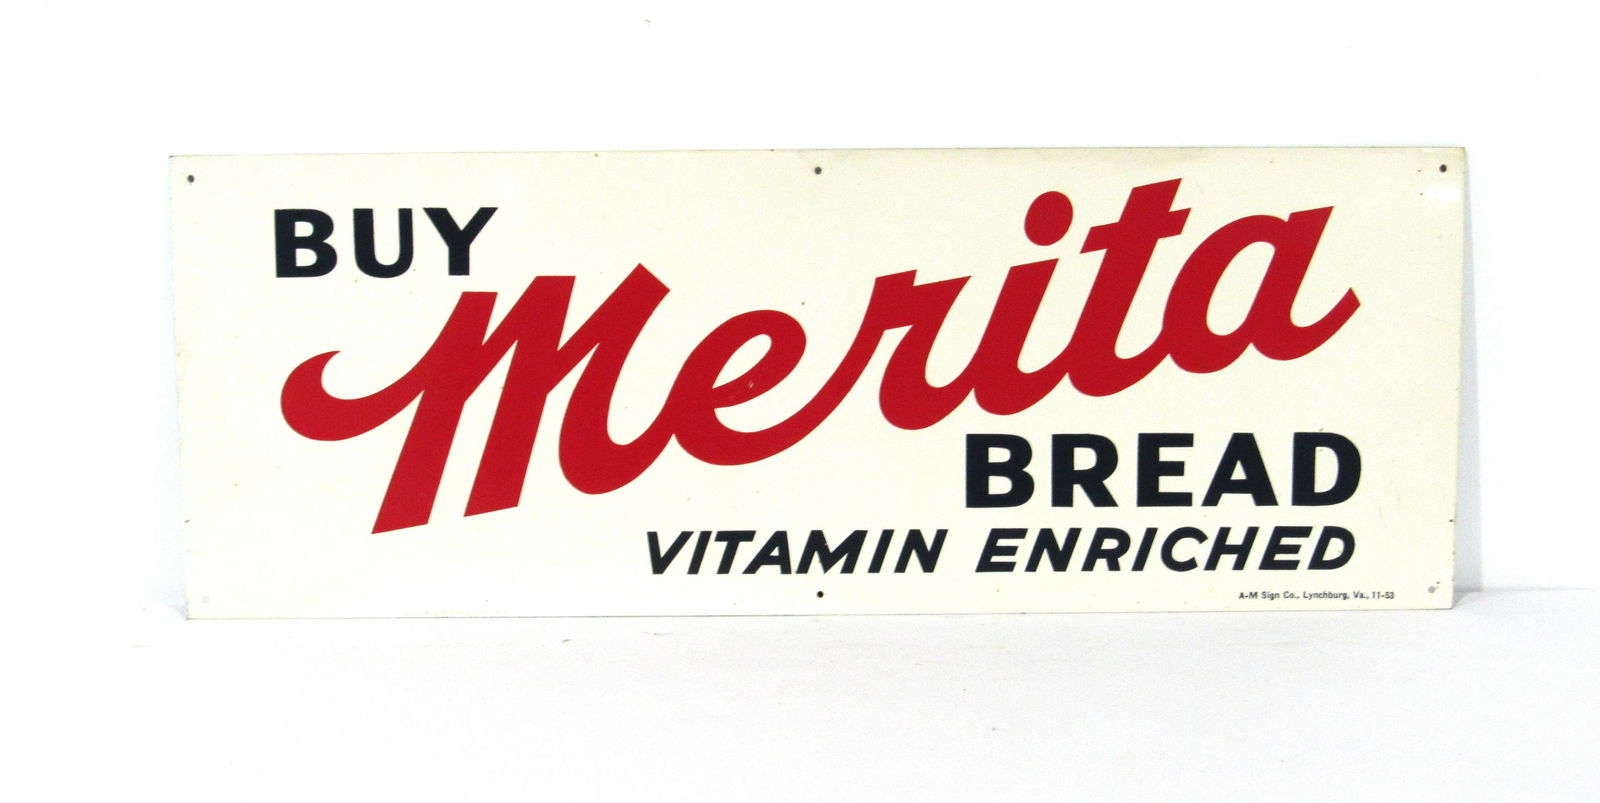 BUY
Merita
BREAD
VITAMIN ENRICHED
A-M Sign Co., Lynchburg, Va., 11-53